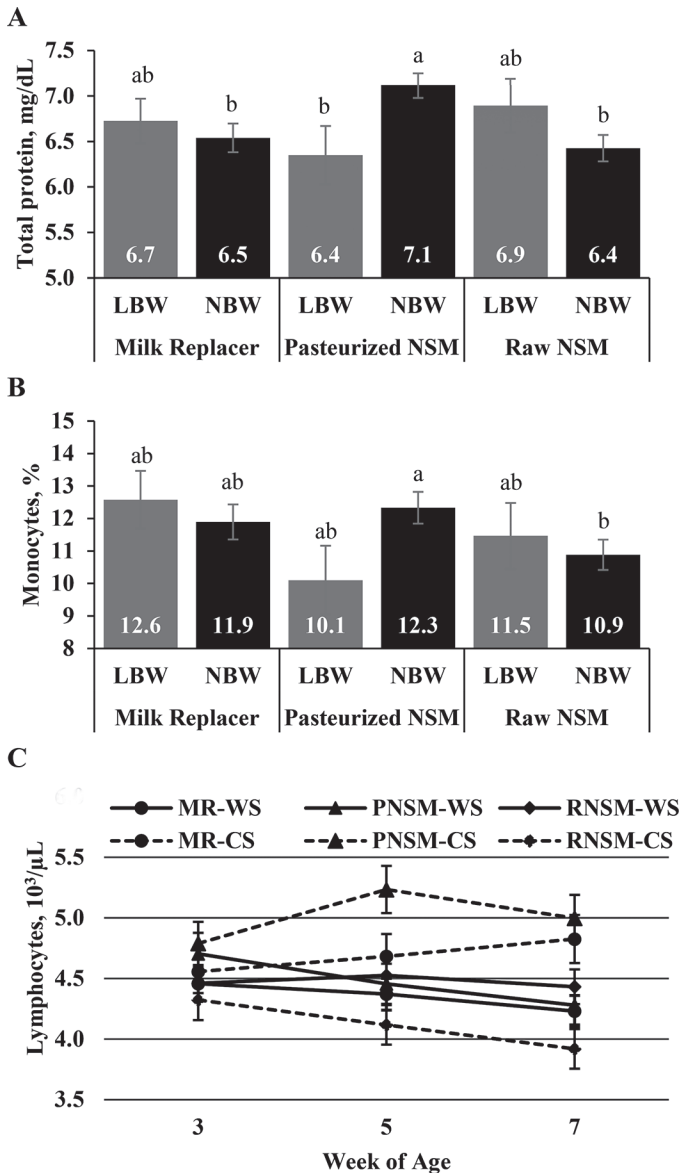 A
Total protein, mg/dL
7.5
7.0
6.5
6.0
5.5
5.0
ab
b
b
a
ab
b
6.7
6.5
6.4
7.1
6.9
6.4
LBW NBW LBW NBW LBW NBW
Milk Replacer Pasteurized NSM Raw NSM
B
Monocytes, %
15
14
13
12
11
10
9
8
ab
ab
ab
a
ab
b
12.6
11.9
10.1
12.3
11.5
10.9
LBW NBW LBW NBW LBW NBW
Milk Replacer Pasteurized NSM Raw NSM
C
MR-WS PNSM-WS RNSM-WS
MR-CS PNSM-CS RNSM-CS
Lymphocytes, 10³/µL
5.5
5.0
4.5
4.0
3.5
3 5 7
Week of Age